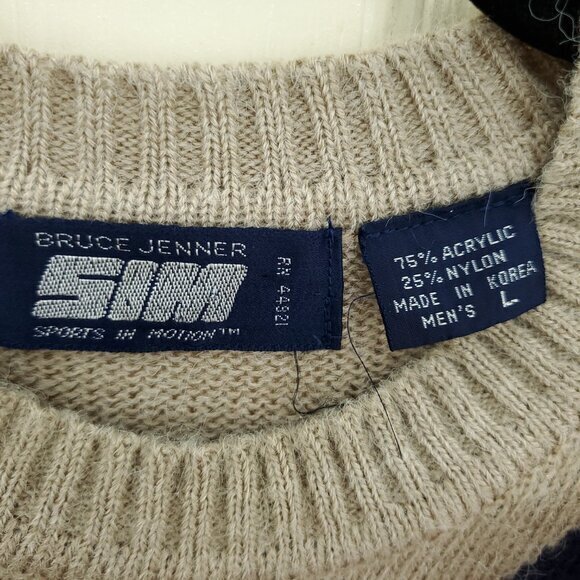 BRUCE JENNER
SIM
SPORTS IN MOTION™
RN 44921
75% ACRYLIC
25% NYLON
MADE IN KOREA
MEN'S L